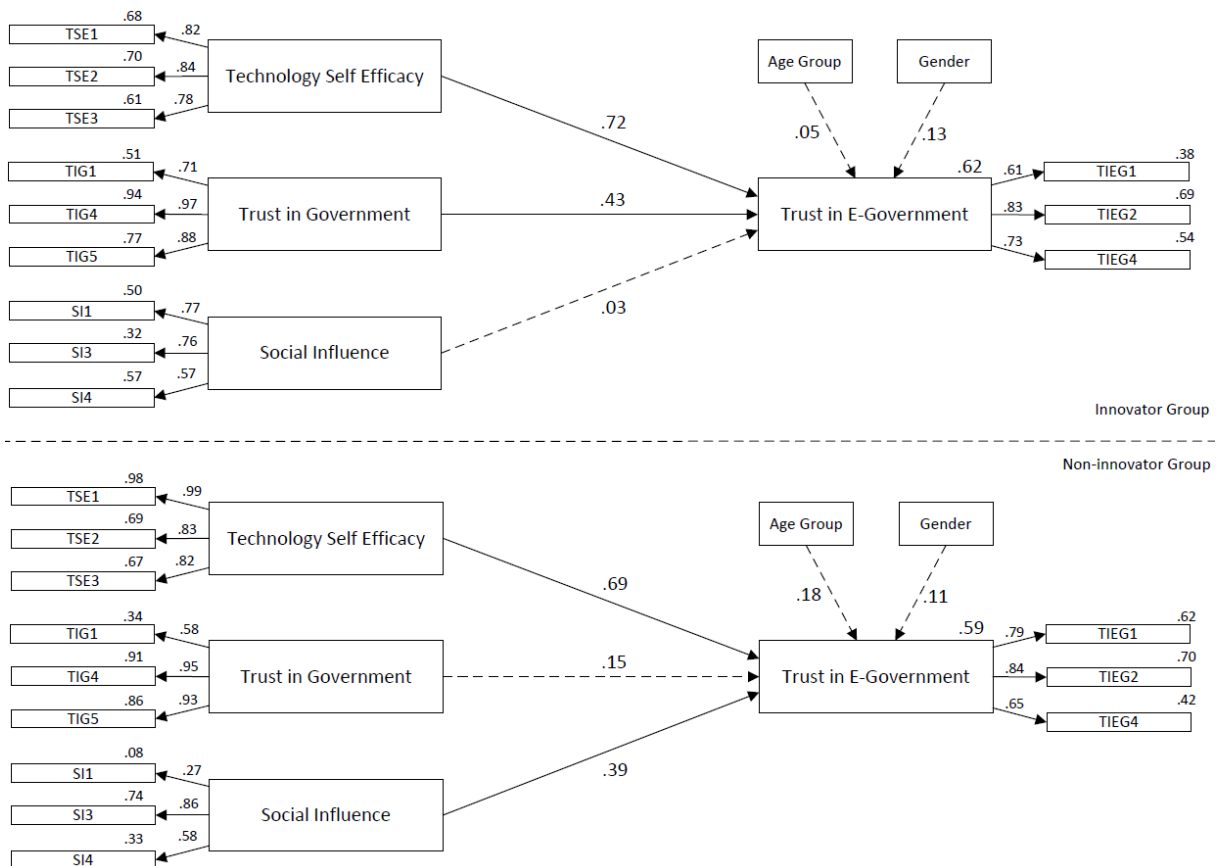 .68
TSE1
.82
.70
TSE2
.84
.61
TSE3
.78
Technology Self Efficacy
.72
.51
TIG1
.71
.94
TIG4
.97
.77
TIG5
.88
Trust in Government
.43
.50
SI1
.77
.32
SI3
.76
.57
SI4
.57
Social Influence
.03
Age Group
Gender
.05
.13
.62
Trust in E-Government
.61
.38
TIEG1
.83
.69
TIEG2
.73
.54
TIEG4
Innovator Group
Non-innovator Group
.98
TSE1
.99
.69
TSE2
.83
.67
TSE3
.82
Technology Self Efficacy
.69
.34
TIG1
.58
.91
TIG4
.95
.86
TIG5
.93
Trust in Government
.15
.08
SI1
.27
.74
SI3
.86
.33
SI4
.58
Social Influence
.39
Age Group
Gender
.18
.11
.59
Trust in E-Government
.79
.62
TIEG1
.84
.70
TIEG2
.65
.42
TIEG4